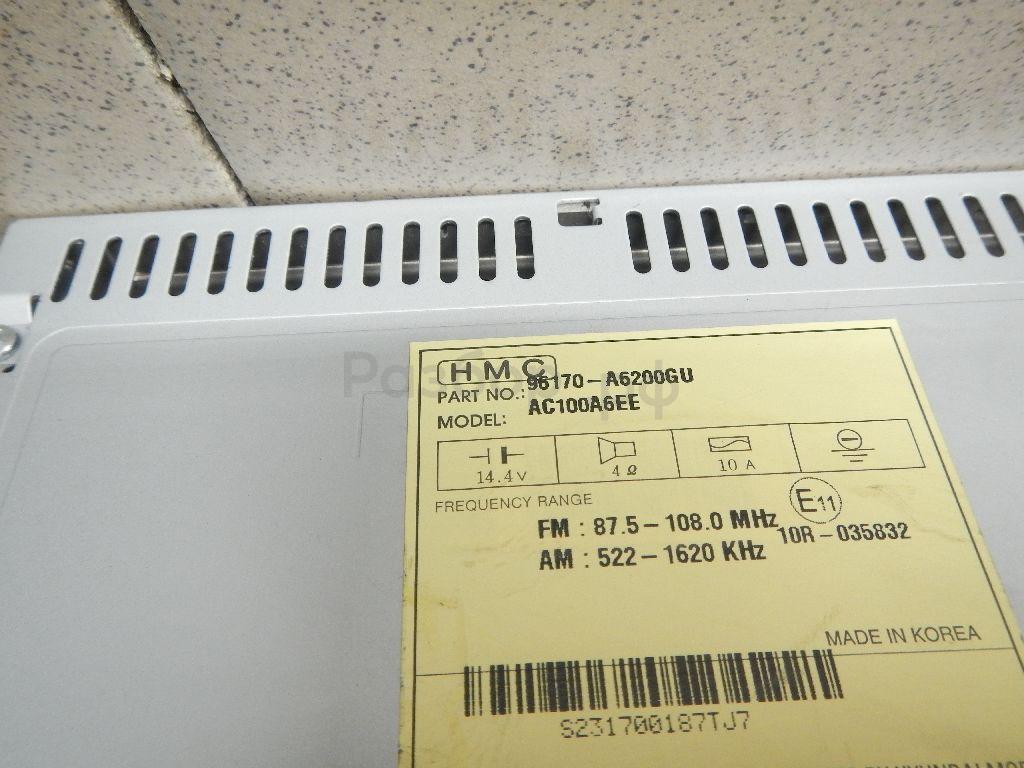 HMC
PART NO.: 96170-A6200GU
MODEL: AC100A6EE
14.4V
4Ω
10 A
FREQUENCY RANGE
FM : 87.5-108.0 MHz
AM : 522-1620 KHz
E11
10R-035832
MADE IN KOREA
S231700187TJ7